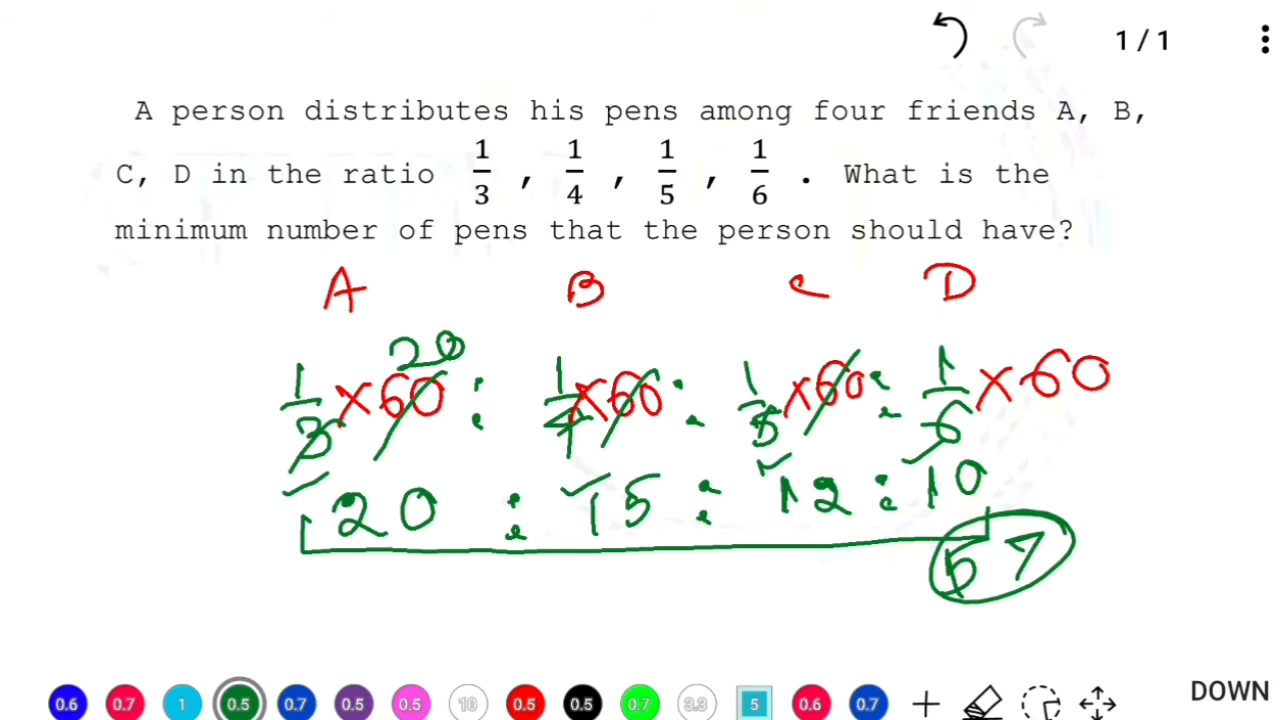 1 / 1
A person distributes his pens among four friends A, B,
C, D in the ratio 1/3 , 1/4 , 1/5 , 1/6 . What is the
minimum number of pens that the person should have?
A B C D
20
1/3 × 60 : 1/4 × 60 : 1/5 × 60 : 1/6 × 60
20 : 15 : 12 : 10
57
0.6 0.7 1 0.5 0.7 0.5 0.5 10 0.5 0.5 0.7 3.3 5 0.6 0.7 DOWN